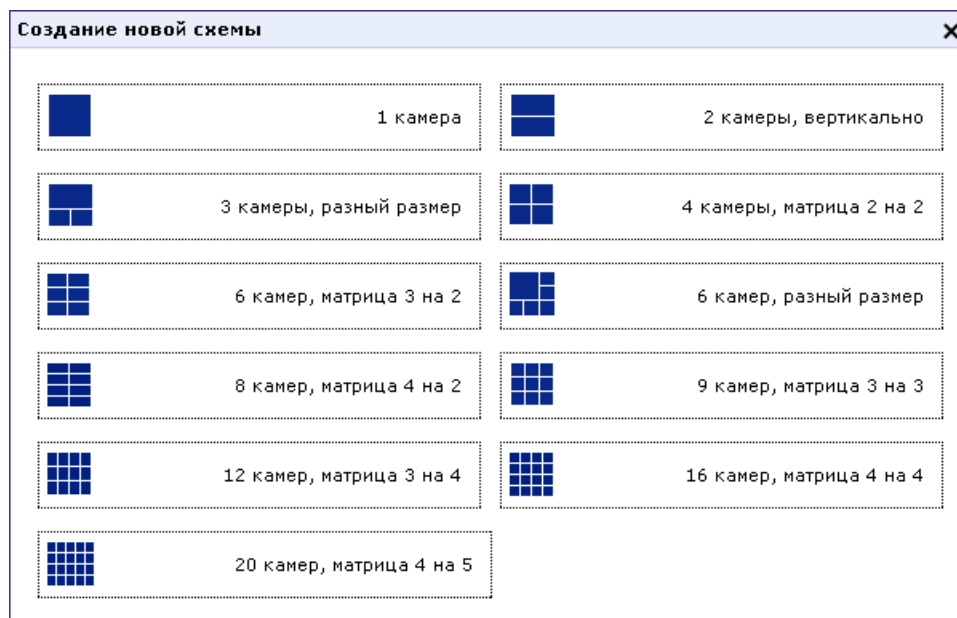 Создание новой схемы
1 камера
2 камеры, вертикально
3 камеры, разный размер
4 камеры, матрица 2 на 2
6 камер, матрица 3 на 2
6 камер, разный размер
8 камер, матрица 4 на 2
9 камер, матрица 3 на 3
12 камер, матрица 3 на 4
16 камер, матрица 4 на 4
20 камер, матрица 4 на 5